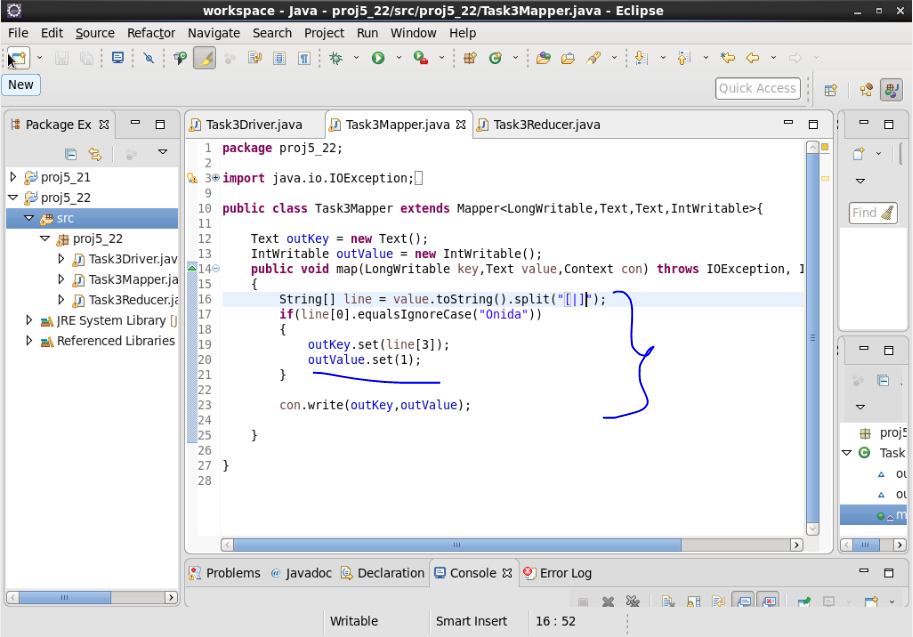 workspace - Java - proj5_22/src/proj5_22/Task3Mapper.java - Eclipse
File Edit Source Refactor Navigate Search Project Run Window Help
New
Quick Access
Package Ex
Task3Driver.java Task3Mapper.java Task3Reducer.java
proj5_21
proj5_22
src
proj5_22
Task3Driver.jav
Task3Mapper.ja
Task3Reducer.ja
JRE System Library [J
Referenced Libraries
1 package proj5_22;
2
3 import java.io.IOException;
9
10 public class Task3Mapper extends Mapper<LongWritable,Text,Text,IntWritable>{
11
12 Text outKey = new Text();
13 IntWritable outValue = new IntWritable();
14 public void map(LongWritable key,Text value,Context con) throws IOException, I
15 {
16 String[] line = value.toString().split("[|]");
17 if(line[0].equalsIgnoreCase("Onida"))
18 {
19 outKey.set(line[3]);
20 outValue.set(1);
21 }
22
23 con.write(outKey,outValue);
24
25 }
26
27 }
28
Find
proj5
Task
ou
ou
m
Problems Javadoc Declaration Console Error Log
Writable Smart Insert 16 : 52